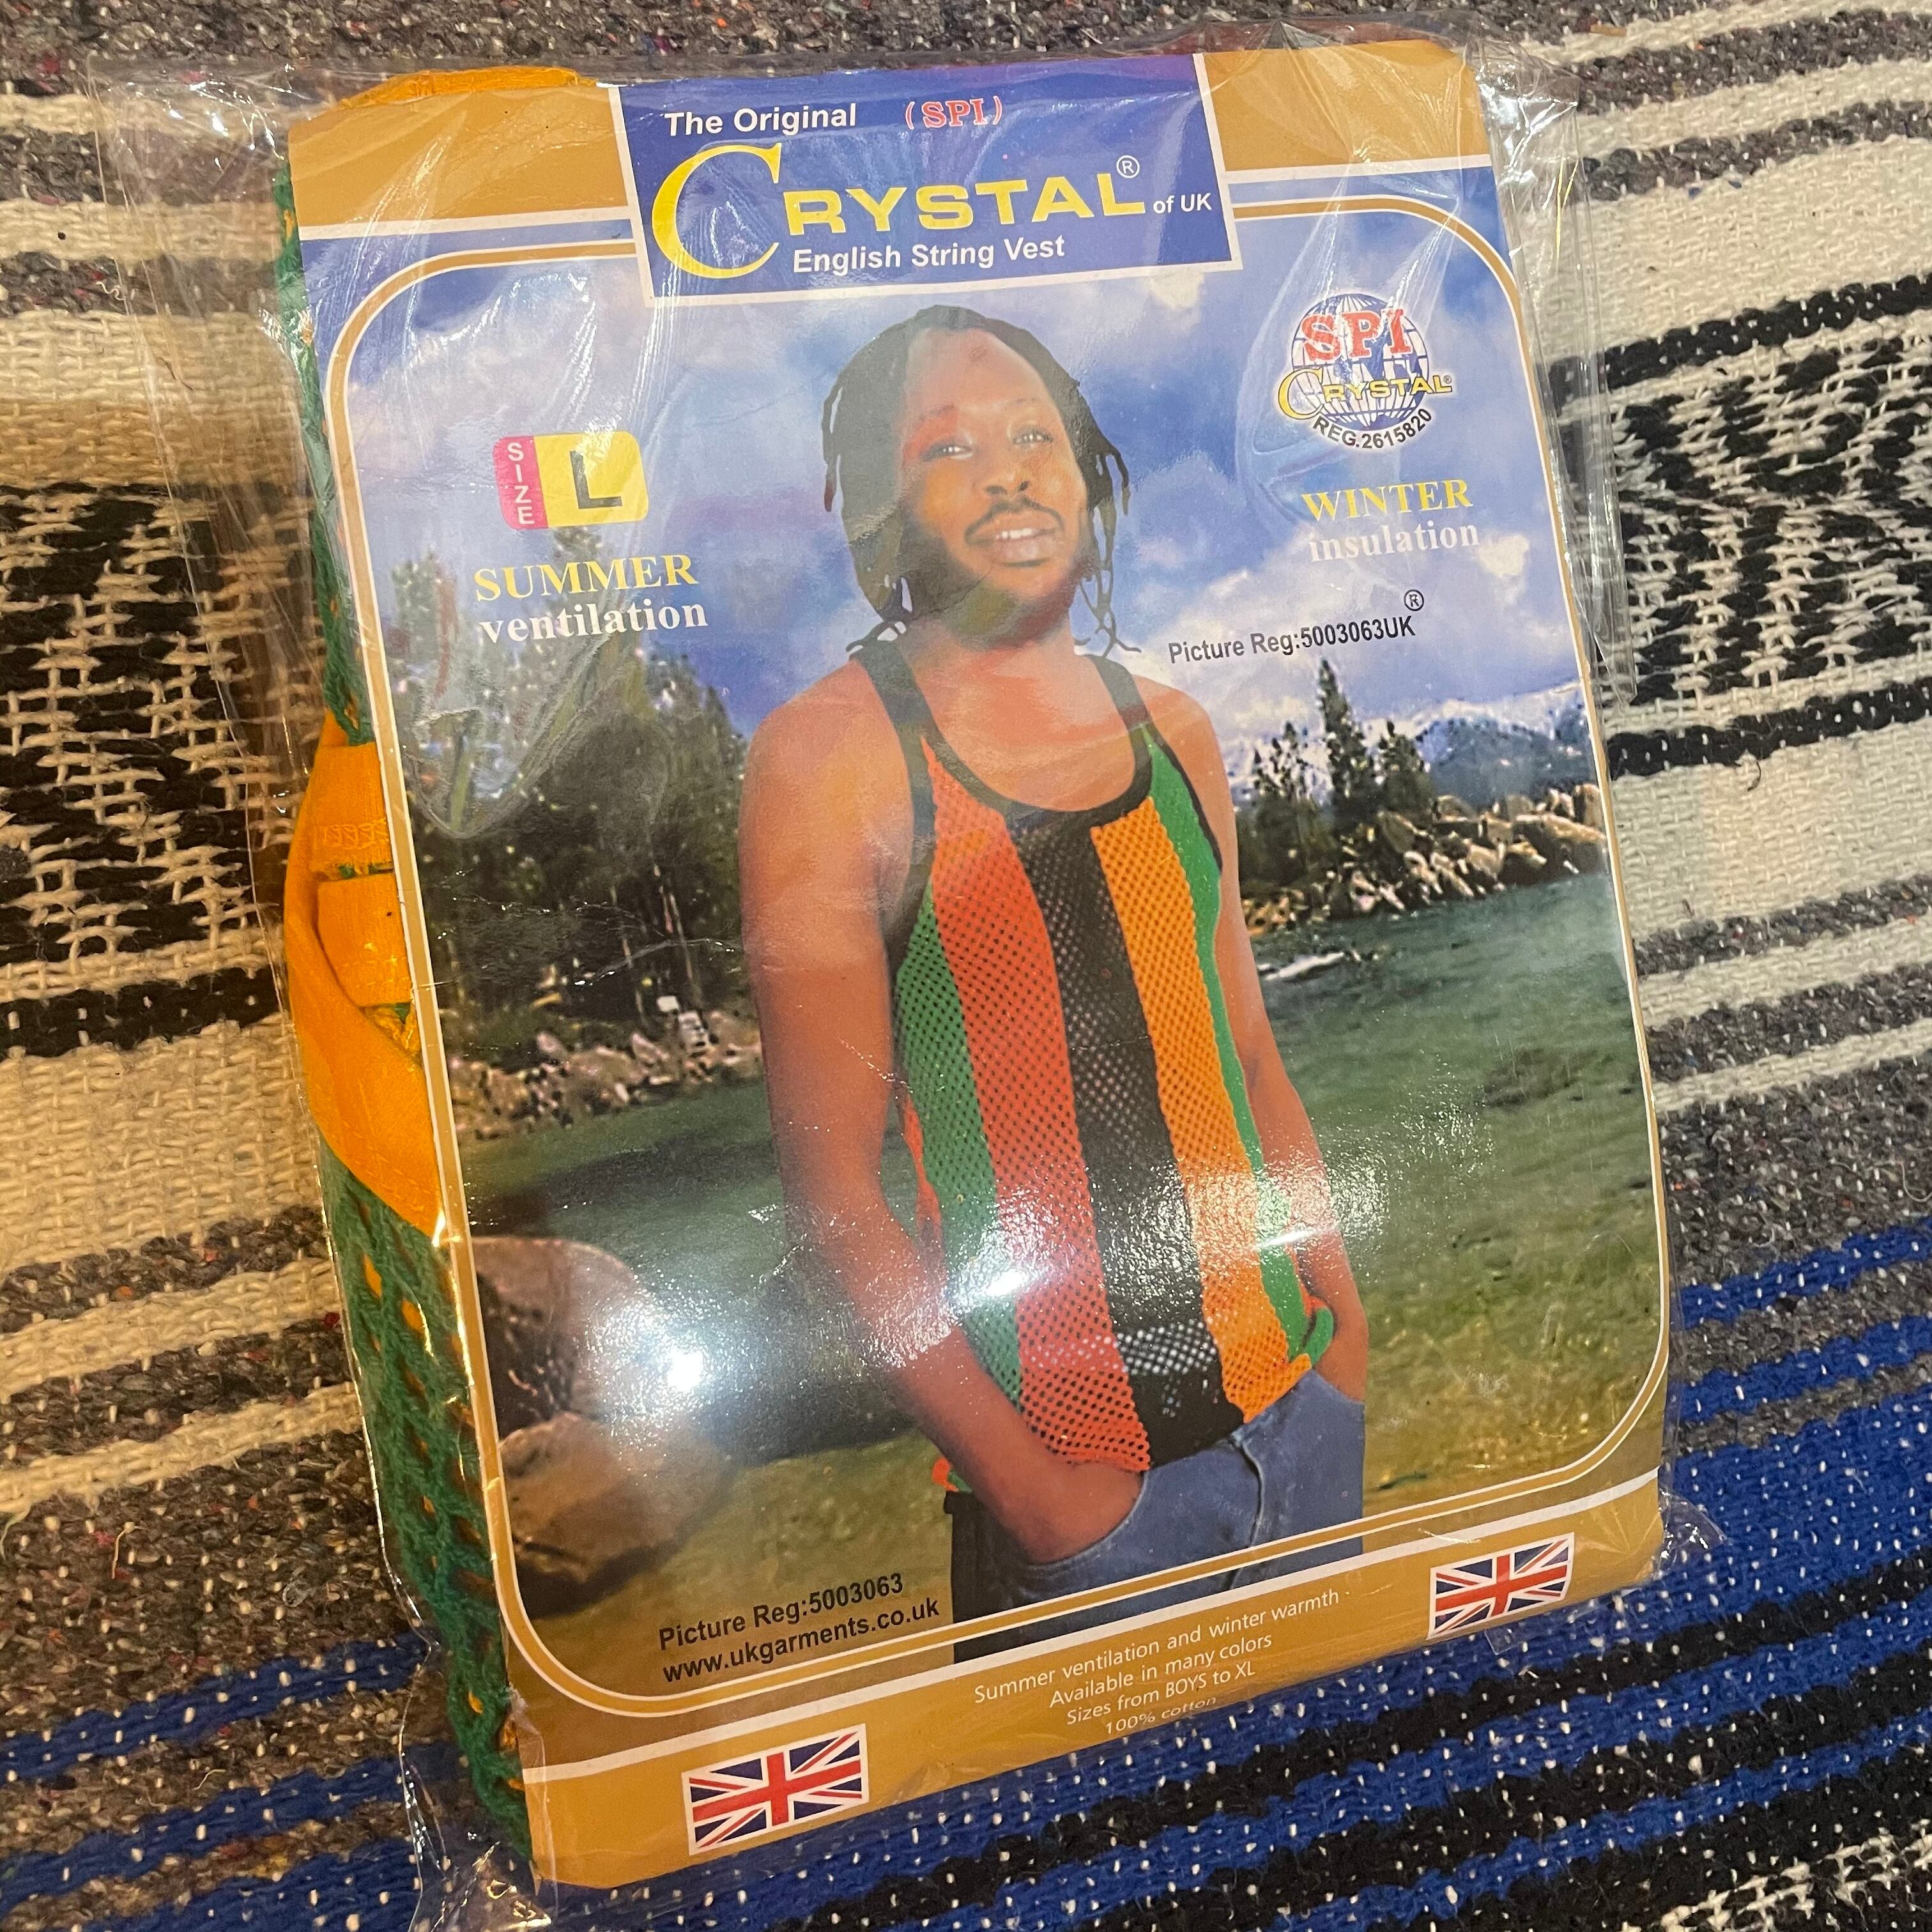 The Original (SPI)
CRYSTAL® of UK
English String Vest
SPI
CRYSTAL®
REG.2615820
SIZE L
SUMMER
ventilation
WINTER
insulation
®
Picture Reg:5003063UK
Picture Reg:5003063
www.ukgarments.co.uk
Summer ventilation and winter warmth
Available in many colors
Sizes from BOYS to XL
100% cotton